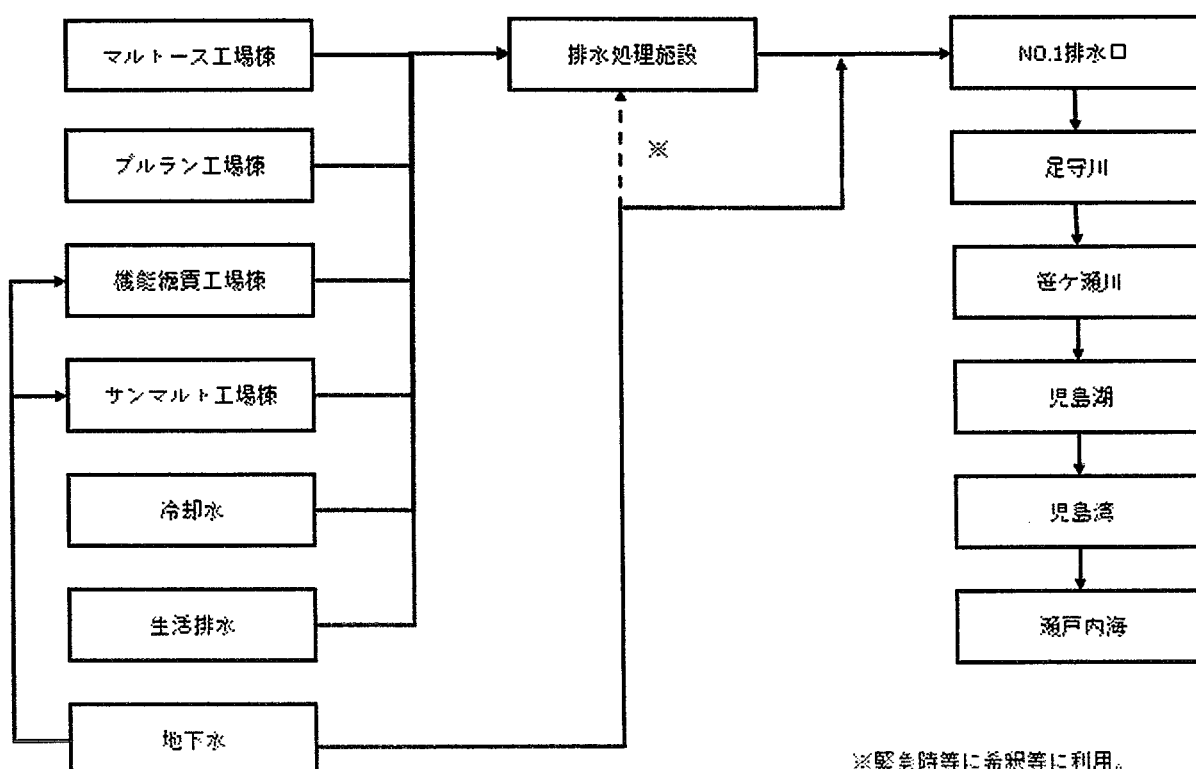 マルトース工場棟
プルラン工場棟
機能糖質工場棟
サンマルト工場棟
冷却水
生活排水
地下水
排水処理施設
※
NO.1排水口
足守川
笹ケ瀬川
児島湖
児島湾
瀬戸内海
※緊急時等に希釈等に利用。